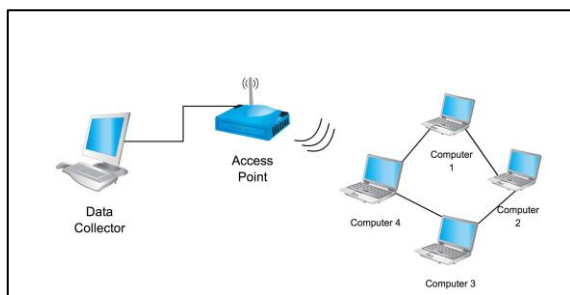 Access
Point
Data
Collector
Computer
1
Computer
2
Computer 4
Computer 3